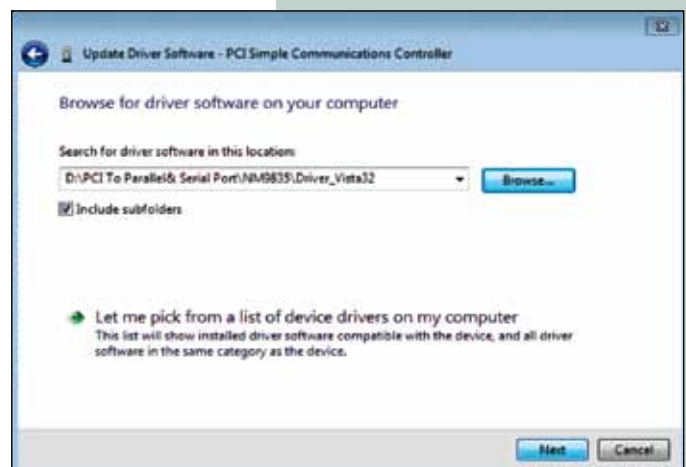 Update Driver Software - PCI Simple Communications Controller
Browse for driver software on your computer
Search for driver software in this location:
D:\PCI To Parallel& Serial Port\NM9835\Driver_Vista32
Browse...
Include subfolders
Let me pick from a list of device drivers on my computer
This list will show installed driver software compatible with the device, and all driver
software in the same category as the device.
Next
Cancel